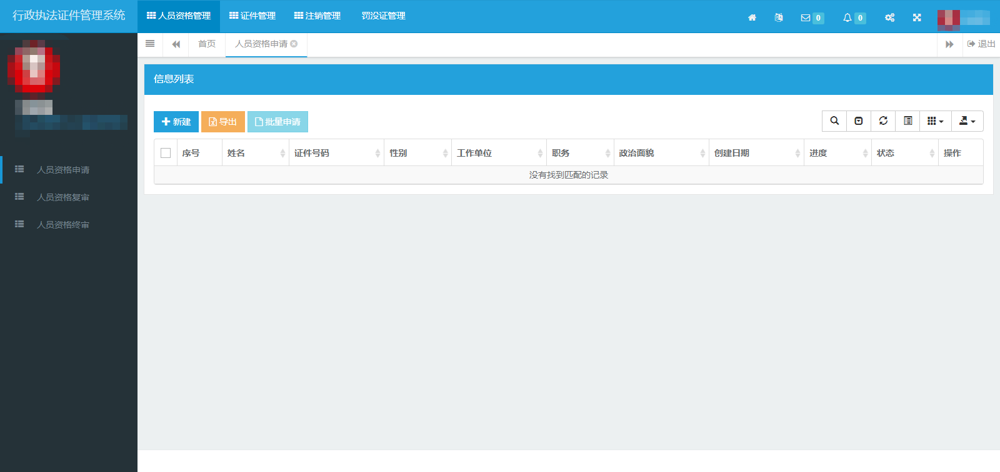 行政执法证件管理系统
人员资格管理 证件管理 注销管理 罚没证管理
0 0
首页 人员资格申请 退出
信息列表
新建 导出 批量申请
序号 姓名 证件号码 性别 工作单位 职务 政治面貌 创建日期 进度 状态 操作
没有找到匹配的记录
人员资格申请
人员资格复审
人员资格终审